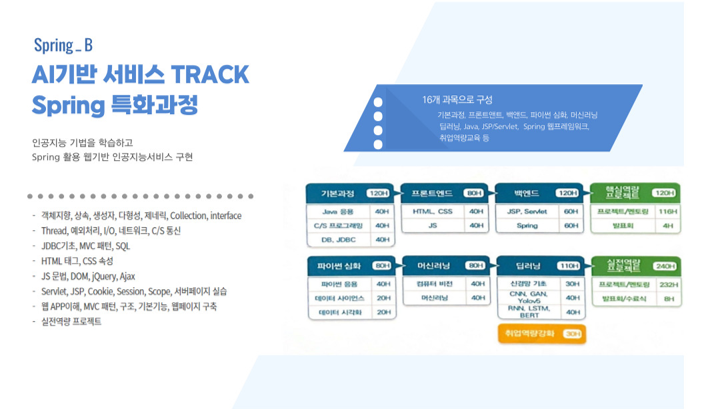 Spring_B
AI기반 서비스 TRACK
Spring 특화과정
인공지능 기법을 학습하고
Spring 활용 웹기반 인공지능서비스 구현
- 객체지향, 상속, 생성자, 다형성, 제네릭, Collection, interface
- Thread, 예외처리, I/O, 네트워크, C/S 통신
- JDBC기초, MVC 패턴, SQL
- HTML 태그, CSS 속성
- JS 문법, DOM, jQuery, Ajax
- Servlet, JSP, Cookie, Session, Scope, 서버페이지 실습
- 웹 APP이해, MVC 패턴, 구조, 기본기능, 웹페이지 구축
- 실전역량 프로젝트
16개 과목으로 구성
기본과정, 프론트앤트, 백앤드, 파이썬 심화, 머신러닝
딥러닝, Java, JSP/Servlet, Spring 웹프레임워크,
취업역량교육 등
기본과정 120H
Java 응용 40H
C/S 프로그래밍 40H
DB, JDBC 40H
프론트엔드 80H
HTML, CSS 40H
JS 40H
백엔드 120H
JSP, Servlet 60H
Spring 60H
핵심역량
프로젝트 120H
프로젝트/멘토링 116H
발표회 4H
파이썬 심화 80H
파이썬 응용 40H
데이터 사이언스 20H
데이터 시각화 20H
머신러닝 80H
컴퓨터 비전 40H
머신러닝 40H
딥러닝 110H
신경망 기초 30H
CNN, GAN,
Yolov5 40H
RNN, LSTM,
BERT 40H
취업역량강화 30H
실전역량
프로젝트 240H
프로젝트/멘토링 232H
발표회/수료식 8H